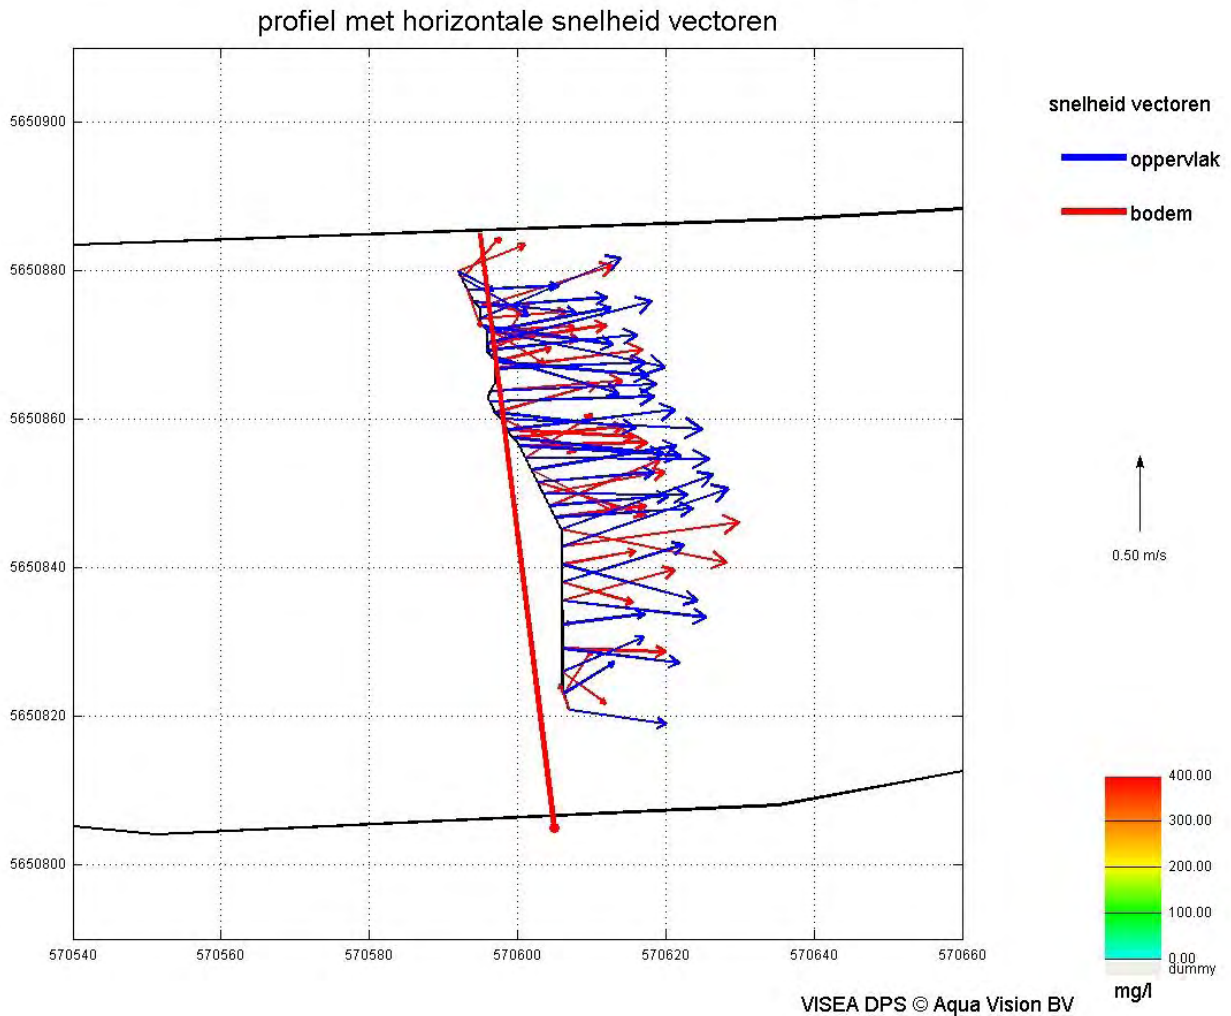 profiel met horizontale snelheid vectoren
snelheid vectoren
oppervlak
bodem
5650900
5650880
5650860
5650840
5650820
5650800
570540
570560
570580
570600
570620
570640
570660
0.50 m/s
400.00
300.00
200.00
100.00
0.00
dummy
mg/l
VISEA DPS © Aqua Vision BV